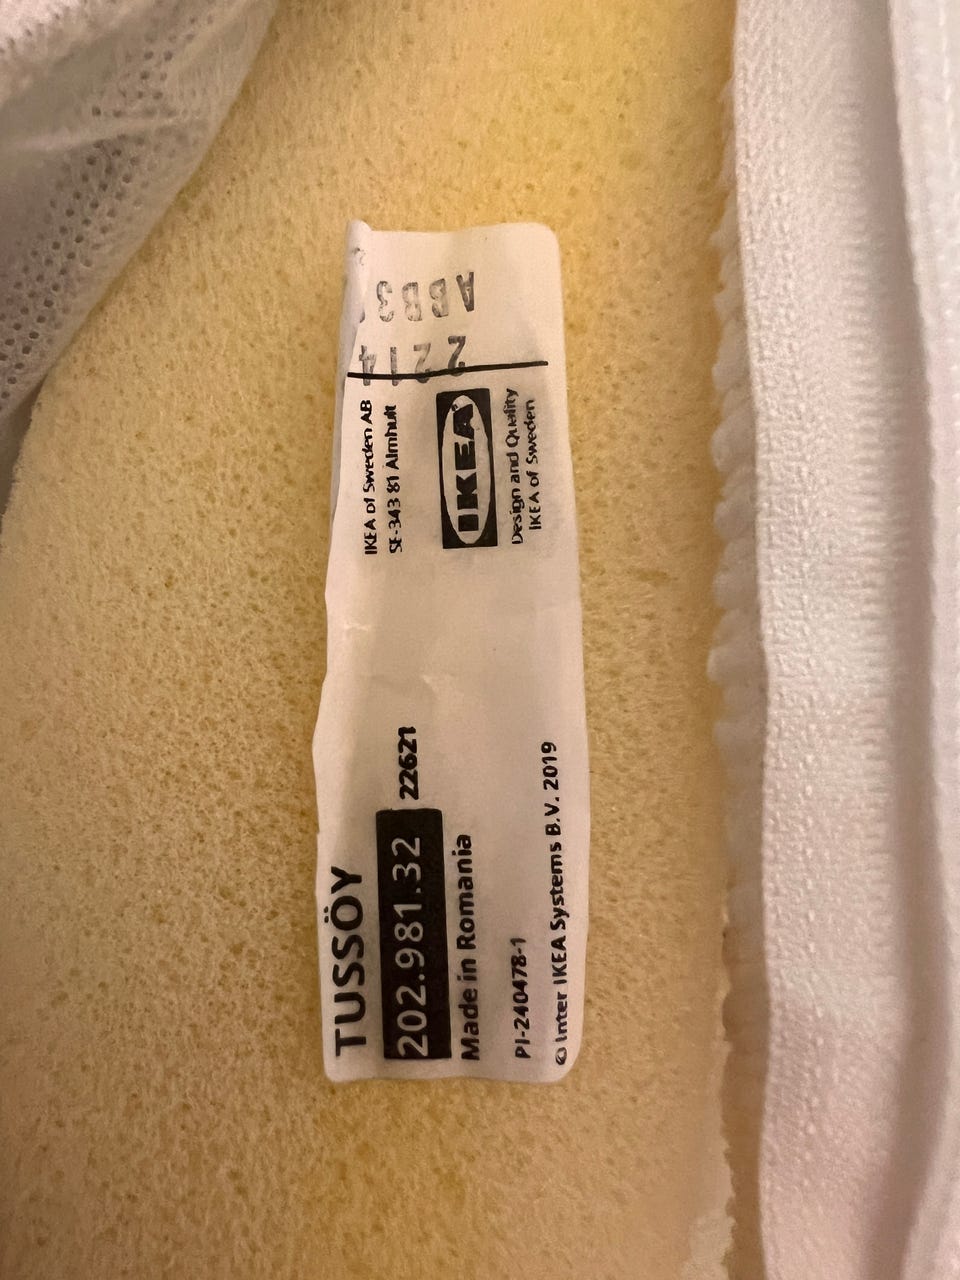 TUSSÖY
202.981.32 22621
Made in Romania
PI-240478-1
© Inter IKEA Systems B.V. 2019
IKEA of Sweden AB
SE-343 81 Älmhult
IKEA®
Design and Quality
IKEA of Sweden
2214
ABB3